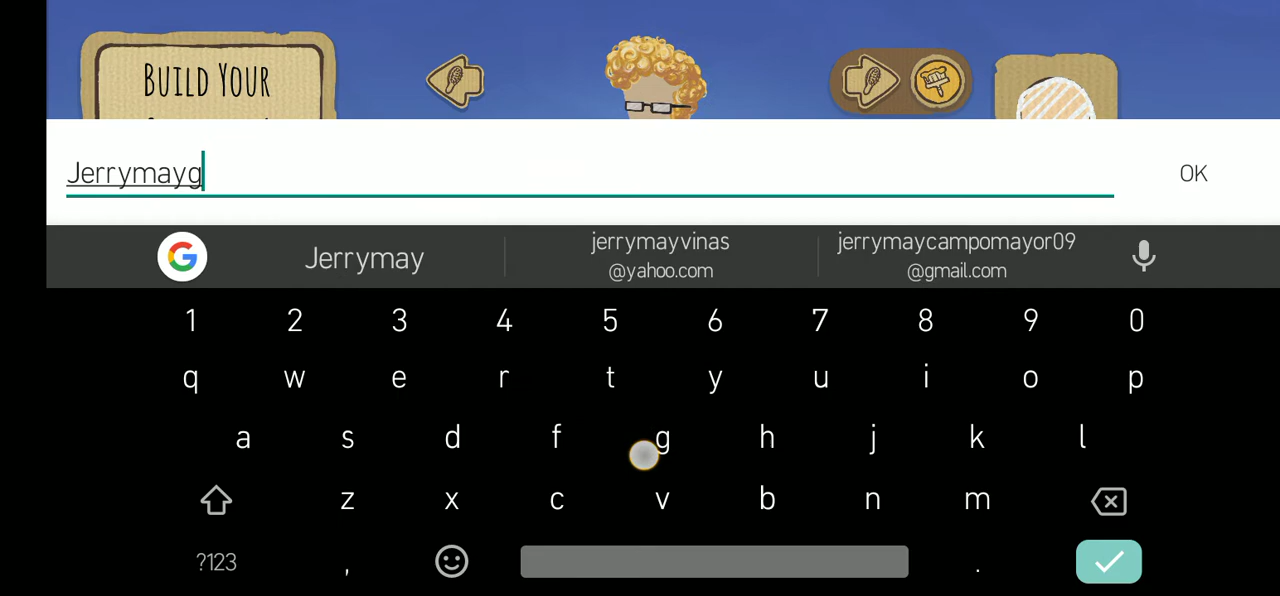 BUILD YOUR
Jerrymayg
OK
Jerrymay
jerrymayvinas
@yahoo.com
jerrymaycampomayor09
@gmail.com
1 2 3 4 5 6 7 8 9 0
q w e r t y u i o p
a s d f g h j k l
z x c v b n m
?123 , .